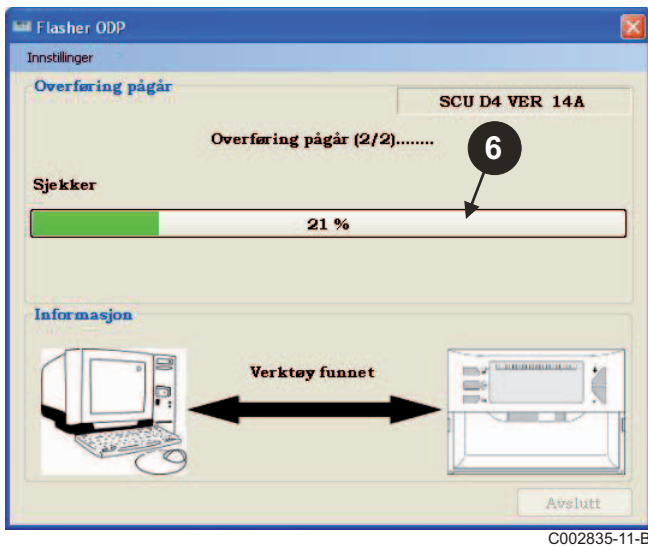 Flasher ODP
Innstillinger
Overføring pågår
SCU D4 VER 14A
Overføring pågår (2/2)........
6
Sjekker
21 %
Informasjon
Verktøy funnet
Avslutt
C002835-11-B